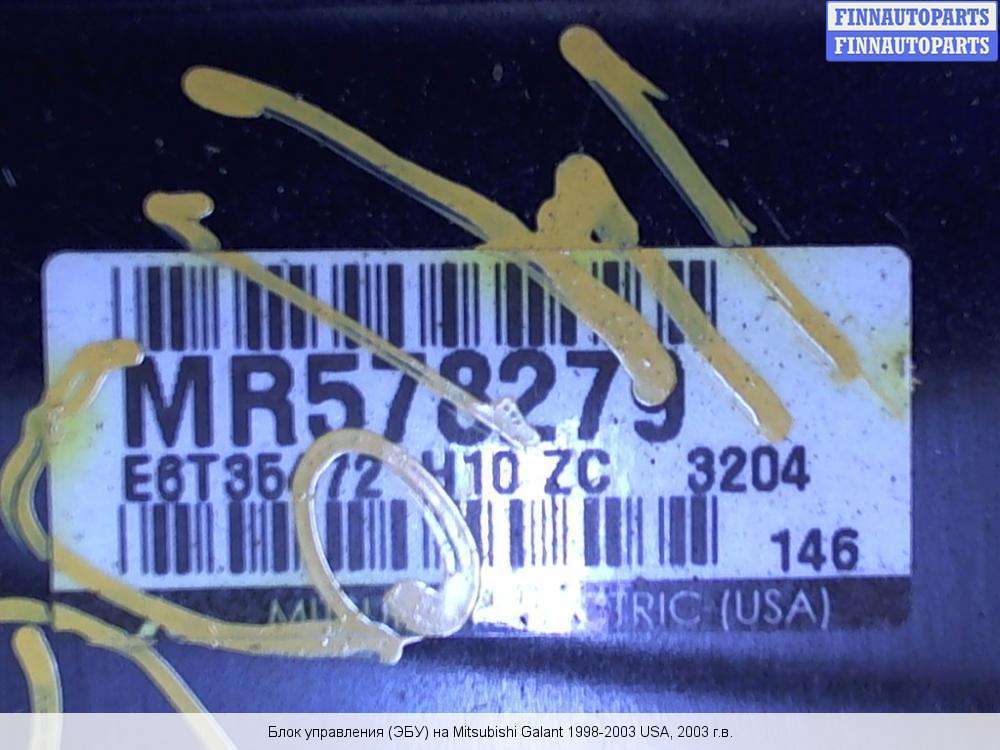 FINNAUTOPARTS
FINNAUTOPARTS
MR578279
H10 ZC 3204
146
(USA)
Блок управления (ЭБУ) на Mitsubishi Galant 1998-2003 USA, 2003 г.в.